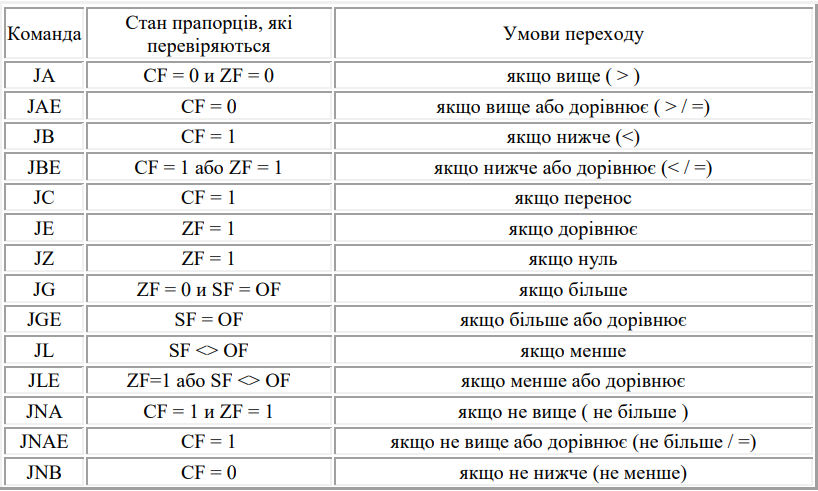 Команда Стан прапорців, які перевіряються Умови переходу
JA CF = 0 и ZF = 0 якщо вище ( > )
JAE CF = 0 якщо вище або дорівнює ( > / =)
JB CF = 1 якщо нижче (<)
JBE CF = 1 або ZF = 1 якщо нижче або дорівнює (< / =)
JC CF = 1 якщо перенос
JE ZF = 1 якщо дорівнює
JZ ZF = 1 якщо нуль
JG ZF = 0 и SF = OF якщо більше
JGE SF = OF якщо більше або дорівнює
JL SF <> OF якщо менше
JLE ZF=1 або SF <> OF якщо менше або дорівнює
JNA CF = 1 и ZF = 1 якщо не вище ( не більше )
JNAE CF = 1 якщо не вище або дорівнює (не більше / =)
JNB CF = 0 якщо не нижче (не менше)